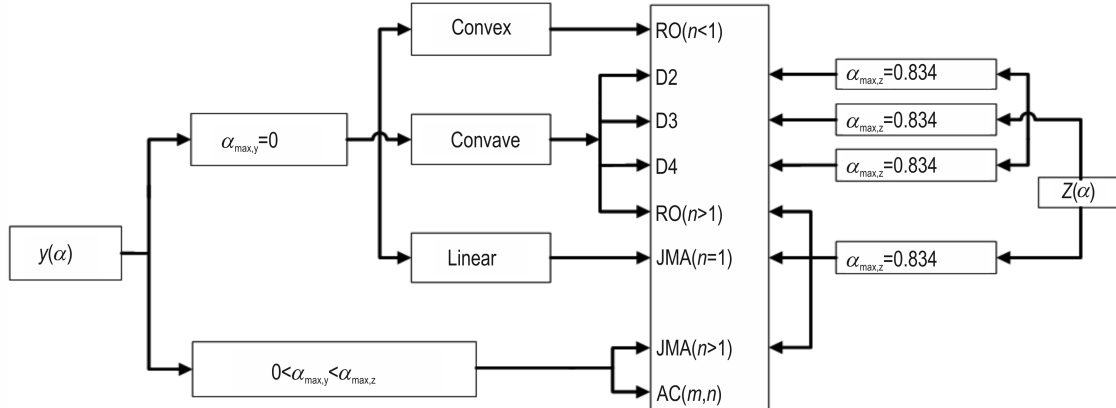 Convex
RO(n<1)
D2
α_max,z=0.834
D3
α_max,z=0.834
α_max,y=0
Convave
D4
α_max,z=0.834
Z(α)
RO(n>1)
y(α)
Linear
JMA(n=1)
α_max,z=0.834
JMA(n>1)
0<α_max,y<α_max,z
AC(m,n)